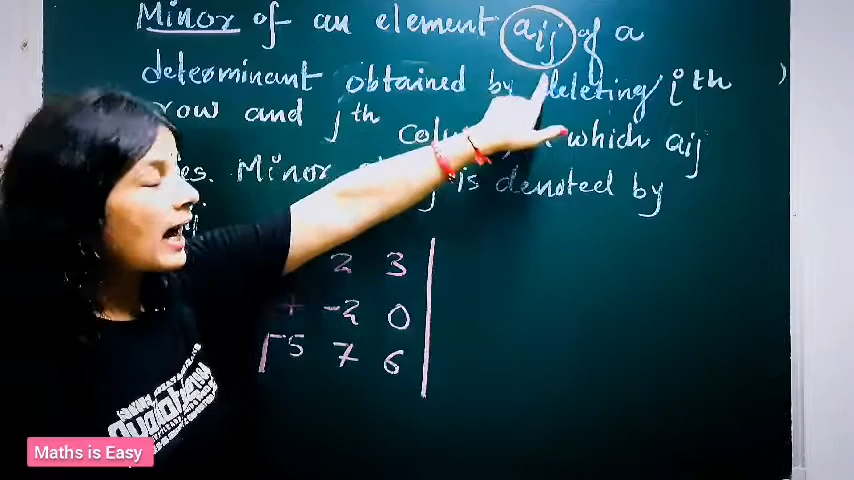 Minor of an element aij of a
determinant obtained by deleting ith
row and jth which aij
Minor is denoted by
2 3
-2 0
5 7 6
Maths is Easy